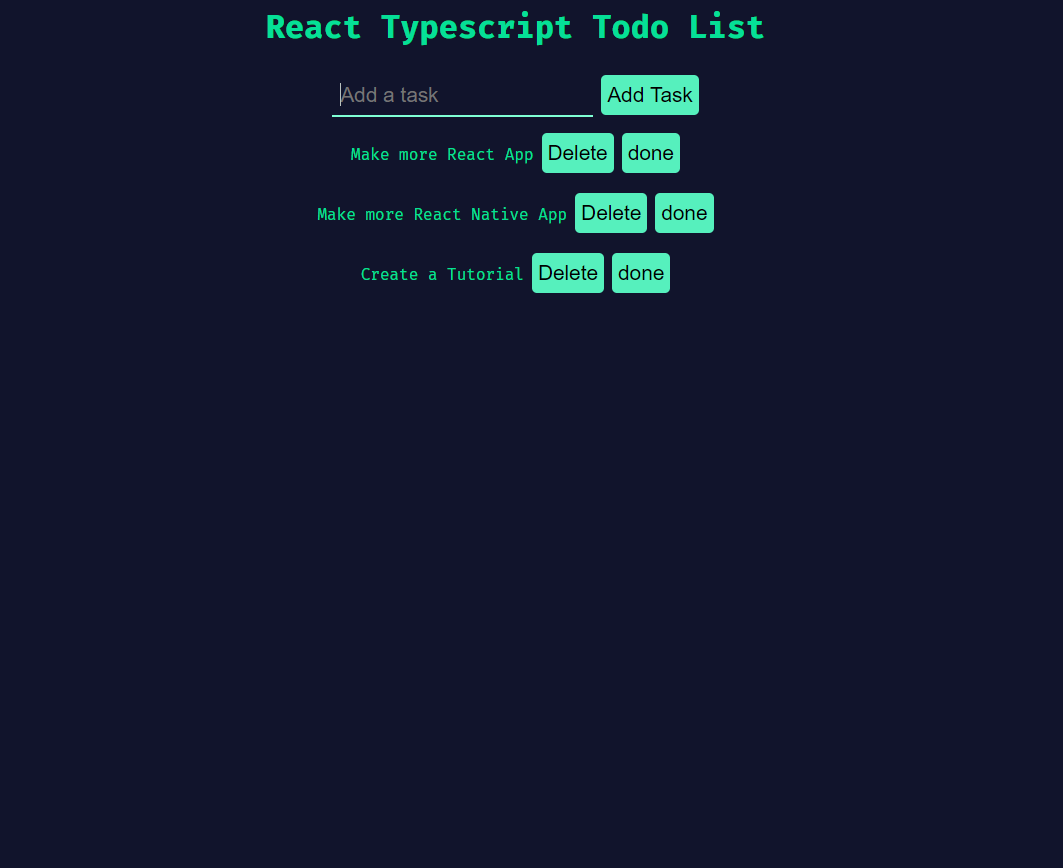 React Typescript Todo List
Add a task Add Task
Make more React App Delete done
Make more React Native App Delete done
Create a Tutorial Delete done